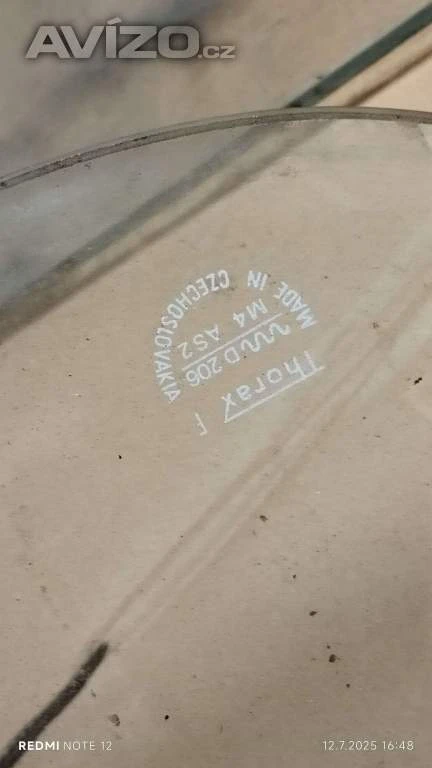 AVÍZO.cz
MADE IN CZECHOSLOVAKIA
M4 AS2
D 206
Thorax
REDMI NOTE 12
12.7.2025 16:48